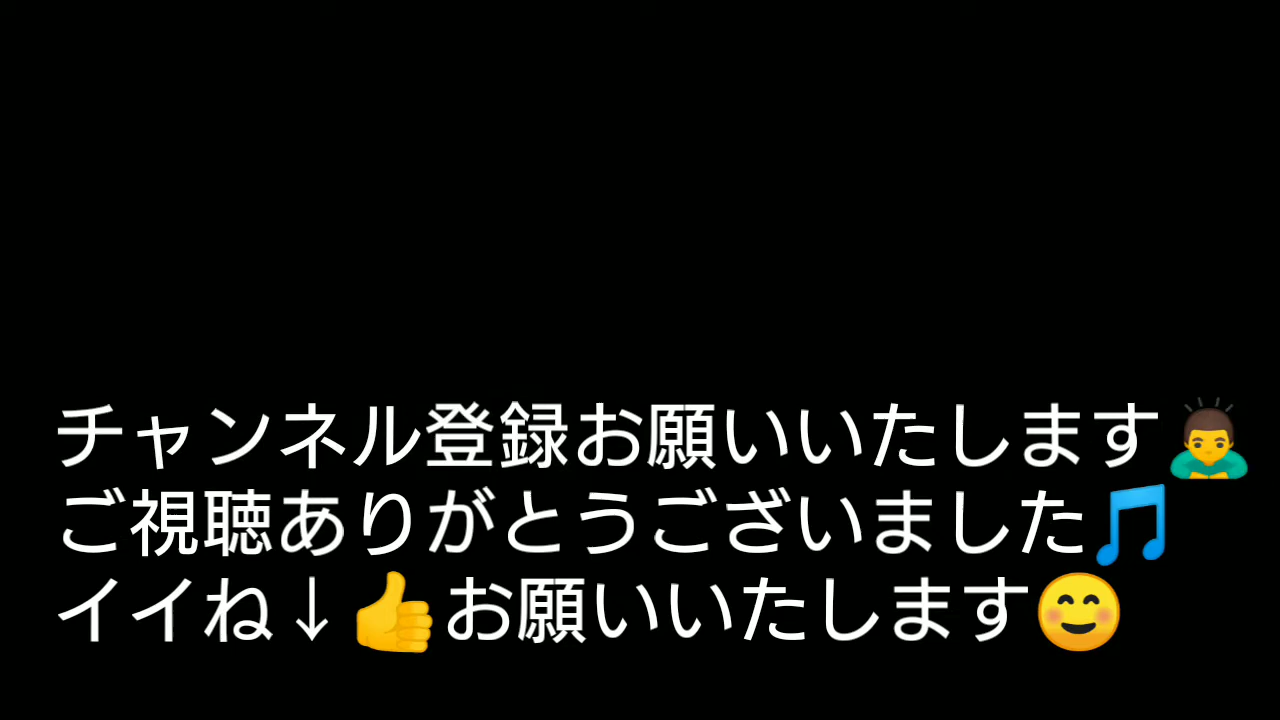 チャンネル登録お願いいたします🙇‍♂️
ご視聴ありがとうございました🎵
イイね↓👍お願いいたします😊